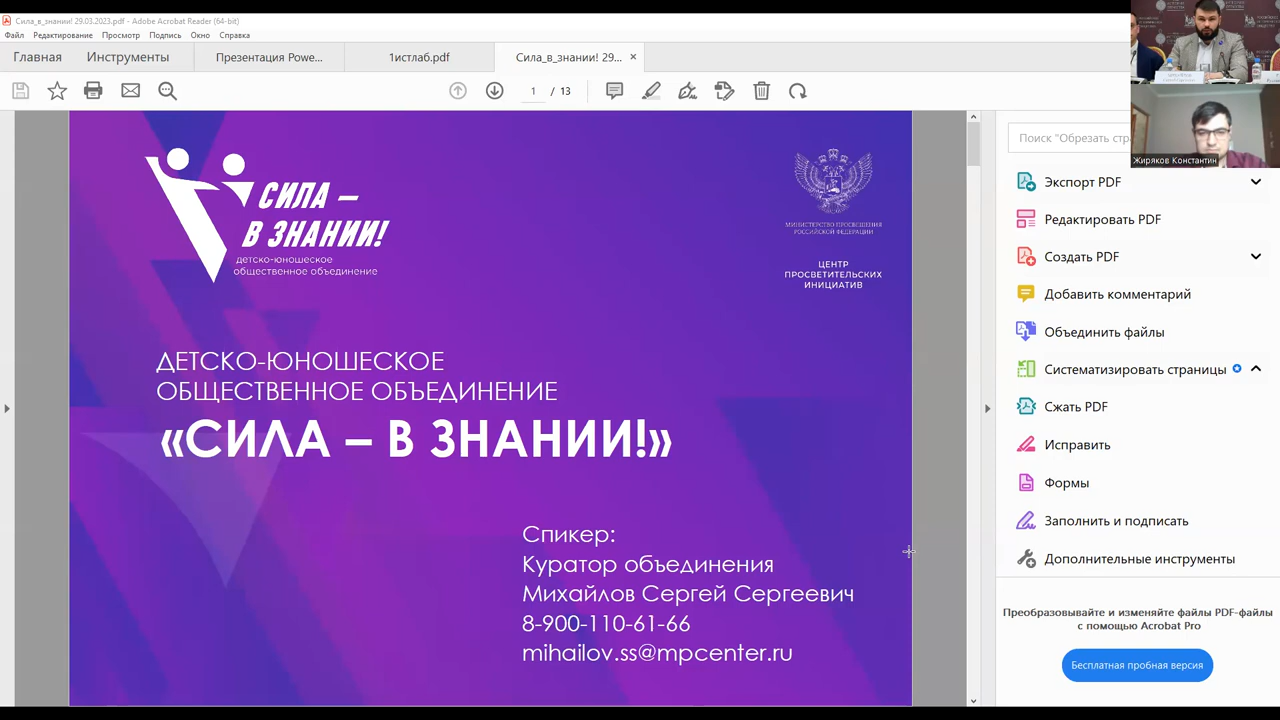 Сила_в_знании! 29.03.2023.pdf - Adobe Acrobat Reader (64-bit)
Файл Редактирование Просмотр Подпись Окно Справка
Главная Инструменты Презентация Powe... 1истлаб.pdf Сила_в_знании! 29...
1 / 13
СИЛА –
В ЗНАНИИ!
детско-юношеское
общественное объединение
МИНИСТЕРСТВО ПРОСВЕЩЕНИЯ
РОССИЙСКОЙ ФЕДЕРАЦИИ
ЦЕНТР
ПРОСВЕТИТЕЛЬСКИХ
ИНИЦИАТИВ
ДЕТСКО-ЮНОШЕСКОЕ
ОБЩЕСТВЕННОЕ ОБЪЕДИНЕНИЕ
«СИЛА – В ЗНАНИИ!»
Спикер:
Куратор объединения
Михайлов Сергей Сергеевич
8-900-110-61-66
mihailov.ss@mpcenter.ru
Жиряков Константин
Поиск "Обрезать стр
Экспорт PDF
Редактировать PDF
Создать PDF
Добавить комментарий
Объединить файлы
Систематизировать страницы
Сжать PDF
Исправить
Формы
Заполнить и подписать
Дополнительные инструменты
Преобразовывайте и изменяйте файлы PDF-файлы
с помощью Acrobat Pro
Бесплатная пробная версия